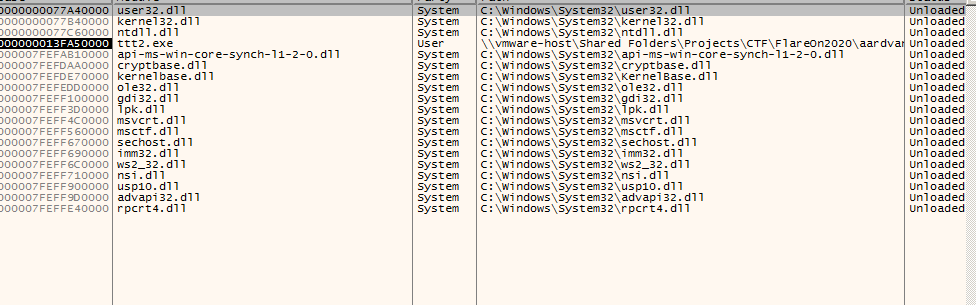 0000000077A40000 user32.dll System C:\Windows\System32\user32.dll Unloaded
0000000077B40000 kernel32.dll System C:\Windows\System32\kernel32.dll Unloaded
0000000077C60000 ntdll.dll System C:\Windows\System32\ntdll.dll Unloaded
000000013FA50000 ttt2.exe User \\vmware-host\Shared Folders\Projects\CTF\FlareOn2020\aardvar Unloaded
000007FEFAB10000 api-ms-win-core-synch-l1-2-0.dll System C:\Windows\System32\api-ms-win-core-synch-l1-2-0.dll Unloaded
000007FEFDAA0000 cryptbase.dll System C:\Windows\System32\cryptbase.dll Unloaded
000007FEFDE70000 kernelbase.dll System C:\Windows\System32\KernelBase.dll Unloaded
000007FEFEDD0000 ole32.dll System C:\Windows\System32\ole32.dll Unloaded
000007FEFF100000 gdi32.dll System C:\Windows\System32\gdi32.dll Unloaded
000007FEFF3D0000 lpk.dll System C:\Windows\System32\lpk.dll Unloaded
000007FEFF4C0000 msvcrt.dll System C:\Windows\System32\msvcrt.dll Unloaded
000007FEFF560000 msctf.dll System C:\Windows\System32\msctf.dll Unloaded
000007FEFF670000 sechost.dll System C:\Windows\System32\sechost.dll Unloaded
000007FEFF690000 imm32.dll System C:\Windows\System32\imm32.dll Unloaded
000007FEFF6C0000 ws2_32.dll System C:\Windows\System32\ws2_32.dll Unloaded
000007FEFF710000 nsi.dll System C:\Windows\System32\nsi.dll Unloaded
000007FEFF900000 usp10.dll System C:\Windows\System32\usp10.dll Unloaded
000007FEFF9D0000 advapi32.dll System C:\Windows\System32\advapi32.dll Unloaded
000007FEFFE40000 rpcrt4.dll System C:\Windows\System32\rpcrt4.dll Unloaded